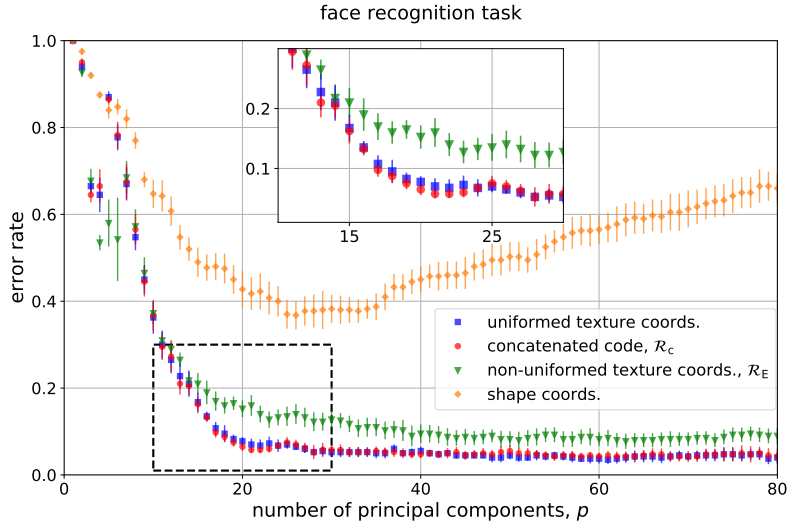 face recognition task
error rate
1.0
0.8
0.6
0.4
0.2
0.0
0.2
0.1
15
25
uniformed texture coords.
concatenated code, ℛc
non-uniformed texture coords., ℛE
shape coords.
0
20
40
60
80
number of principal components, p